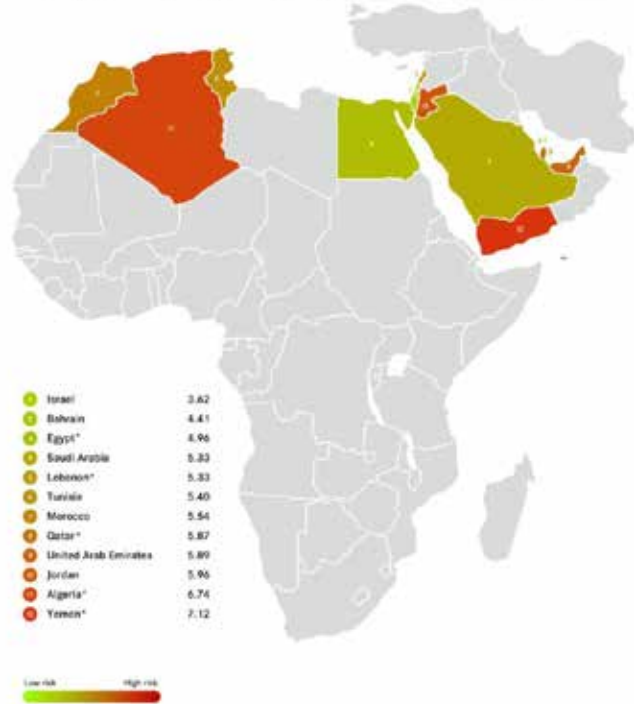 Israel 3.62
Bahrain 4.41
Egypt* 4.96
Saudi Arabia 5.33
Lebanon* 5.33
Tunisia 5.40
Morocco 5.54
Qatar* 5.87
United Arab Emirates 5.89
Jordan 5.96
Algeria* 6.74
Yemen* 7.12
Low risk High risk